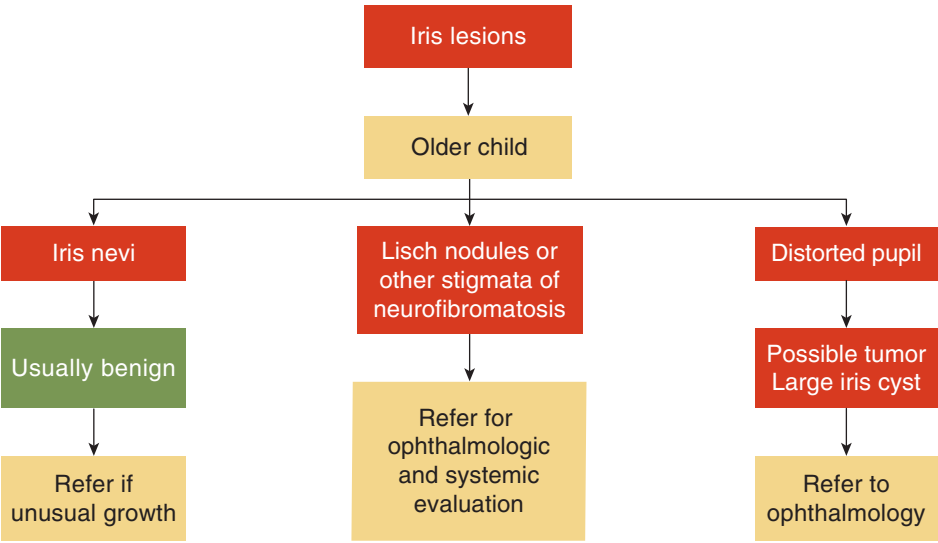 Iris lesions
Older child
Iris nevi
Usually benign
Refer if
unusual growth
Lisch nodules or
other stigmata of
neurofibromatosis
Refer for
ophthalmologic
and systemic
evaluation
Distorted pupil
Possible tumor
Large iris cyst
Refer to
ophthalmology